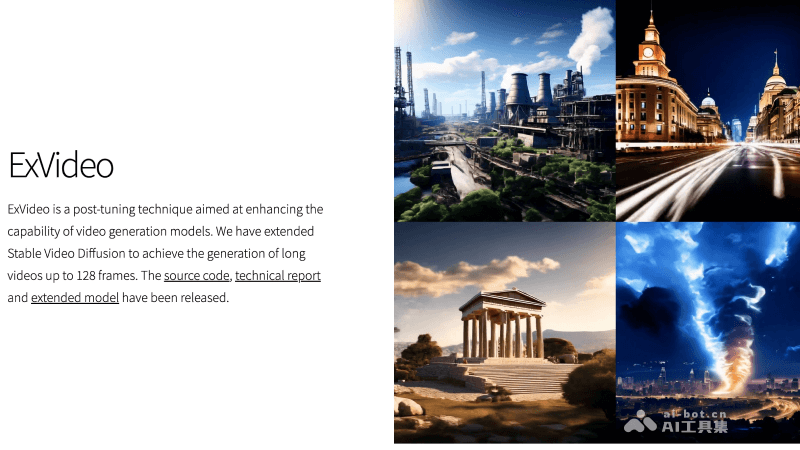 ExVideo
ExVideo is a post-tuning technique aimed at enhancing the
capability of video generation models. We have extended
Stable Video Diffusion to achieve the generation of long
videos up to 128 frames. The source code, technical report
and extended model have been released.
ai-bot.cn
AI工具集